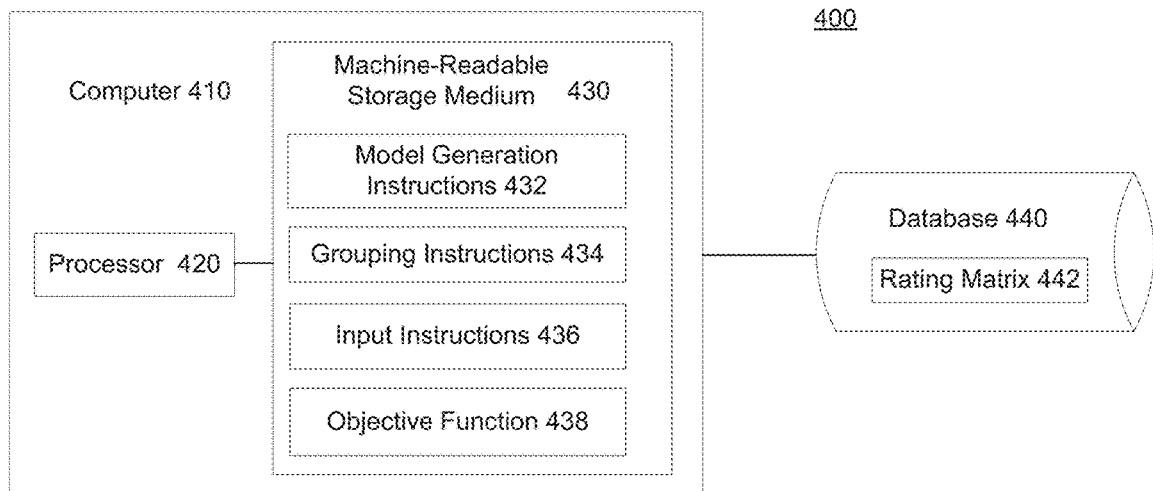 400
Computer 410
Machine-Readable
Storage Medium 430
Model Generation
Instructions 432
Processor 420
Grouping Instructions 434
Input Instructions 436
Objective Function 438
Database 440
Rating Matrix 442